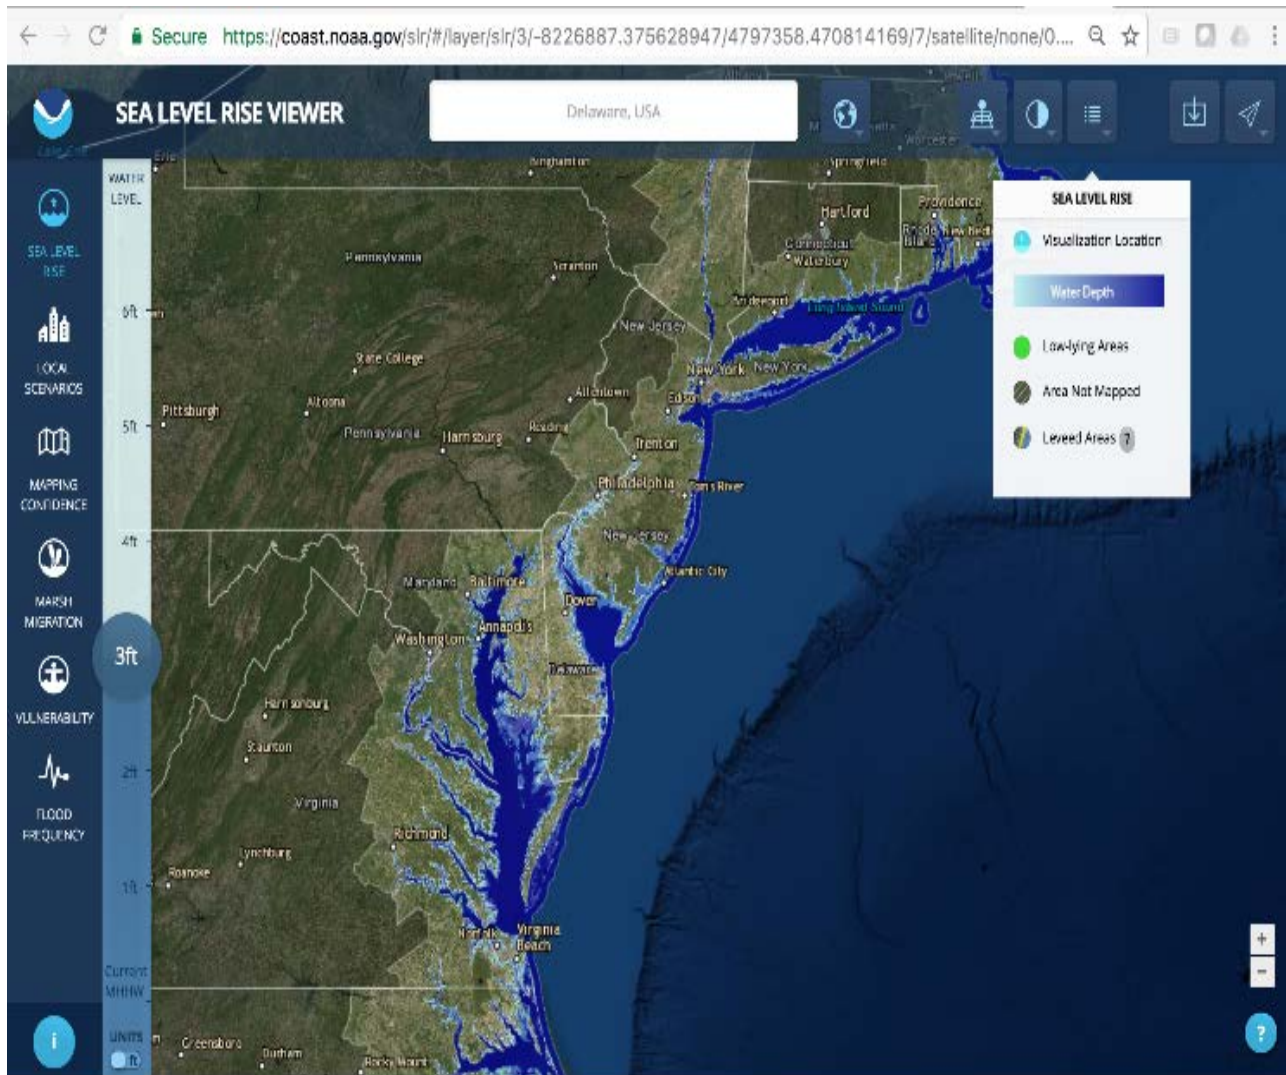 Secure https://coast.noaa.gov/slr/#/layer/slr/3/-8226887.375628947/4797358.470814169/7/satellite/none/0....
SEA LEVEL RISE VIEWER
Delaware, USA
WATER
LEVEL
6ft
5ft
4ft
3ft
2ft
1ft
Current
MHHW
UNITS
ft
SEA LEVEL
RISE
LOCAL
SCENARIOS
MAPPING
CONFIDENCE
MARSH
MIGRATION
VULNERABILITY
FLOOD
FREQUENCY
i
SEA LEVEL RISE
Visualization Location
Water Depth
Low-lying Areas
Area Not Mapped
Leveed Areas ?
Erie
Binghamton
Worcester
Springfield
Providence
Hartford
Rhode
Island
Connecticut
Waterbury
Pennsylvania
Scranton
Bridgeport
Long Island Sound
New Jersey
State College
New York
New York
Allentown
Edison
Altoona
Pittsburgh
Pennsylvania
Harrisburg
Reading
Trenton
Philadelphia
Toms River
New Jersey
Atlantic City
Maryland
Baltimore
Dover
Annapolis
Washington
Delaware
Harrisonburg
Staunton
Virginia
Richmond
Lynchburg
Roanoke
Norfolk
Virginia
Beach
Greensboro
Durham
Rocky Mount
+
-
?